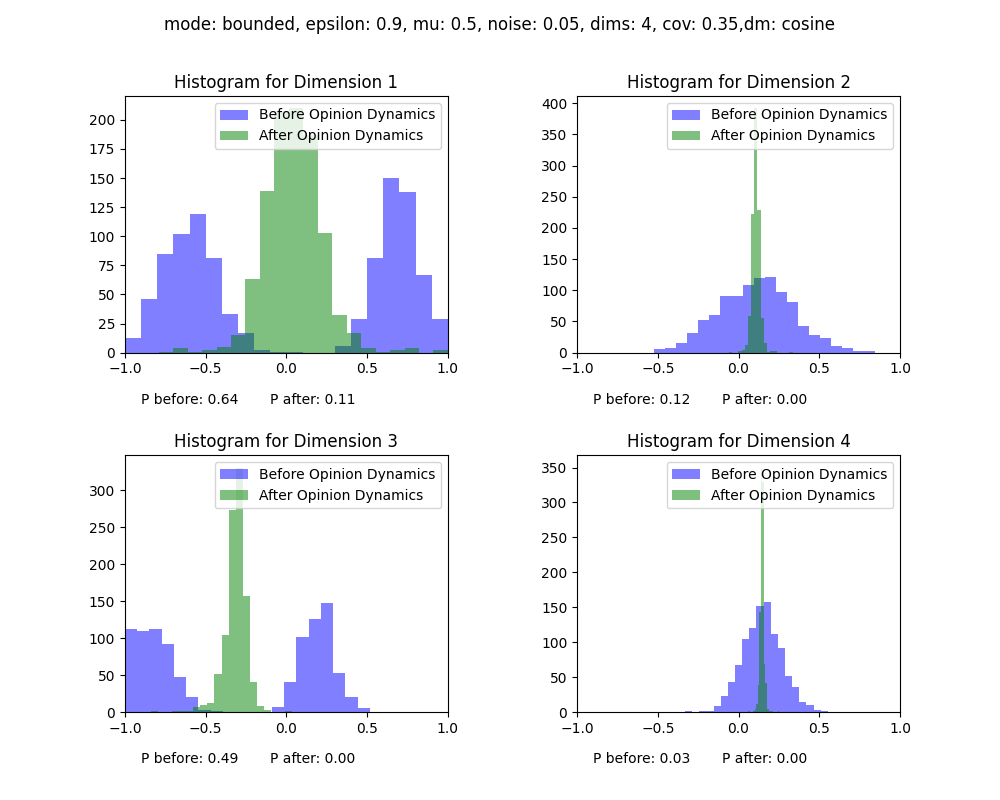 mode: bounded, epsilon: 0.9, mu: 0.5, noise: 0.05, dims: 4, cov: 0.35,dm: cosine
Histogram for Dimension 1
Before Opinion Dynamics
After Opinion Dynamics
200
175
150
125
100
75
50
25
0
−1.0 −0.5 0.0 0.5 1.0
P before: 0.64 P after: 0.11
Histogram for Dimension 2
Before Opinion Dynamics
After Opinion Dynamics
400
350
300
250
200
150
100
50
0
−1.0 −0.5 0.0 0.5 1.0
P before: 0.12 P after: 0.00
Histogram for Dimension 3
Before Opinion Dynamics
After Opinion Dynamics
300
250
200
150
100
50
0
−1.0 −0.5 0.0 0.5 1.0
P before: 0.49 P after: 0.00
Histogram for Dimension 4
Before Opinion Dynamics
After Opinion Dynamics
350
300
250
200
150
100
50
0
−1.0 −0.5 0.0 0.5 1.0
P before: 0.03 P after: 0.00